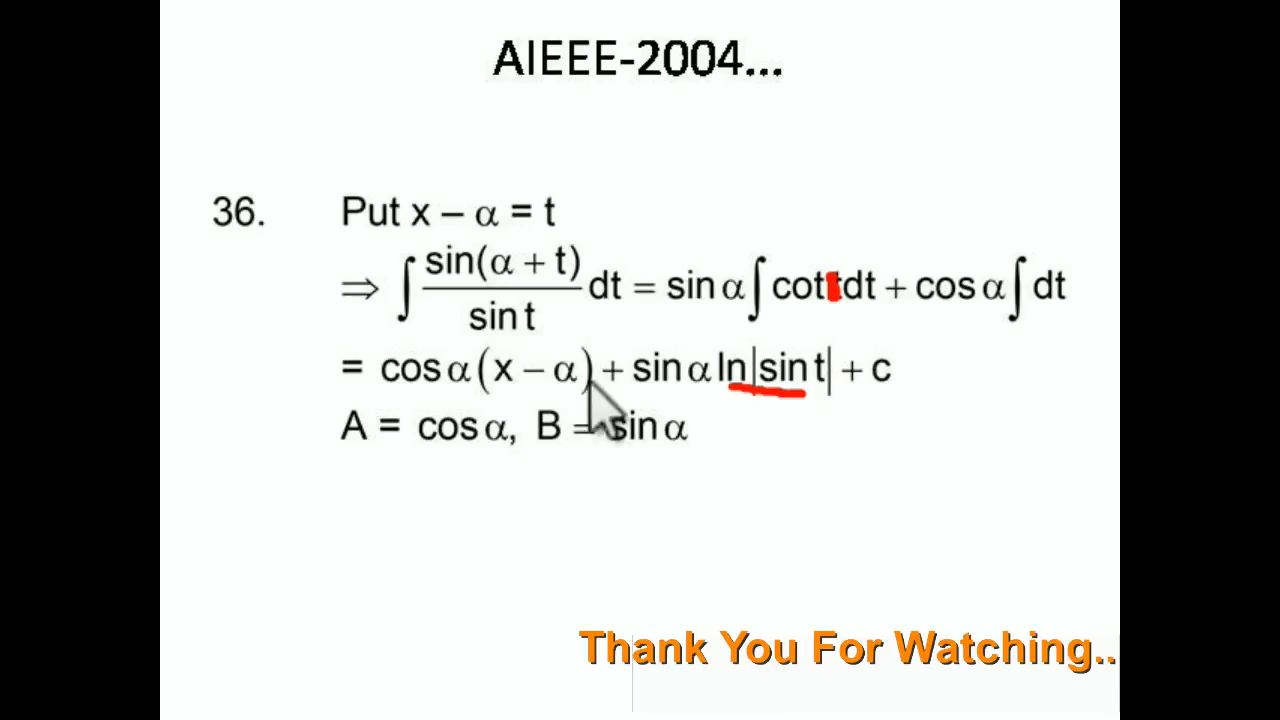 AIEEE-2004...
36. Put x – α = t
⇒ ∫ sin(α + t) / sin t dt = sin α ∫ cot t dt + cos α ∫ dt
= cos α (x – α) + sin α ln |sin t| + c
A = cos α, B = sin α
Thank You For Watching..